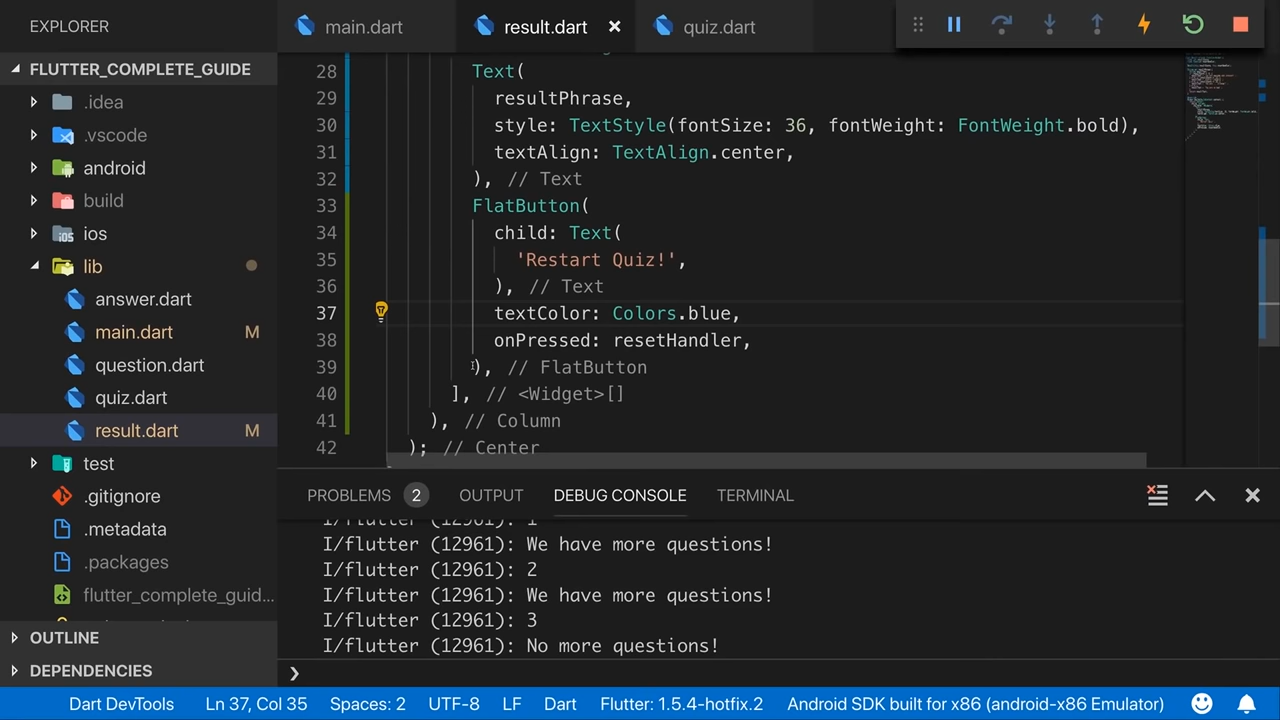 EXPLORER
main.dart
result.dart
quiz.dart
FLUTTER_COMPLETE_GUIDE
.idea
.vscode
android
build
ios
lib
answer.dart
main.dart M
question.dart
quiz.dart
result.dart M
test
.gitignore
.metadata
.packages
flutter_complete_guid...
OUTLINE
DEPENDENCIES
28 Text(
29 resultPhrase,
30 style: TextStyle(fontSize: 36, fontWeight: FontWeight.bold),
31 textAlign: TextAlign.center,
32 ), // Text
33 FlatButton(
34 child: Text(
35 'Restart Quiz!',
36 ), // Text
37 textColor: Colors.blue,
38 onPressed: resetHandler,
39 ), // FlatButton
40 ], // <Widget>[]
41 ), // Column
42 ); // Center
PROBLEMS 2 OUTPUT DEBUG CONSOLE TERMINAL
I/flutter (12961): 1
I/flutter (12961): We have more questions!
I/flutter (12961): 2
I/flutter (12961): We have more questions!
I/flutter (12961): 3
I/flutter (12961): No more questions!
Dart DevTools Ln 37, Col 35 Spaces: 2 UTF-8 LF Dart Flutter: 1.5.4-hotfix.2 Android SDK built for x86 (android-x86 Emulator)